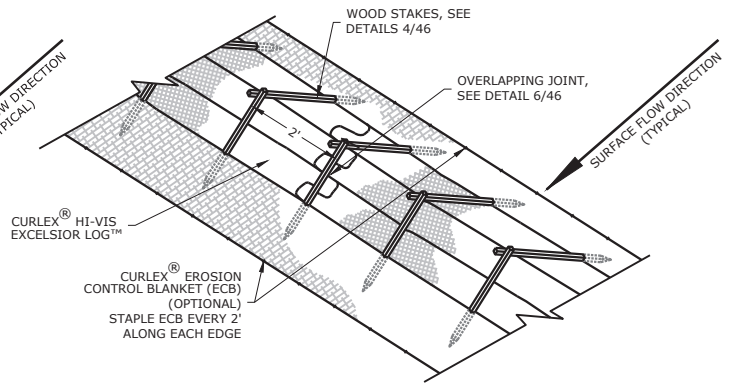 WOOD STAKES, SEE
DETAILS 4/46
OVERLAPPING JOINT,
SEE DETAIL 6/46
SURFACE FLOW DIRECTION
(TYPICAL)
DIRECTION
2'
CURLEX® HI-VIS
EXCELSIOR LOG™
CURLEX® EROSION
CONTROL BLANKET (ECB)
(OPTIONAL)
STAPLE ECB EVERY 2'
ALONG EACH EDGE